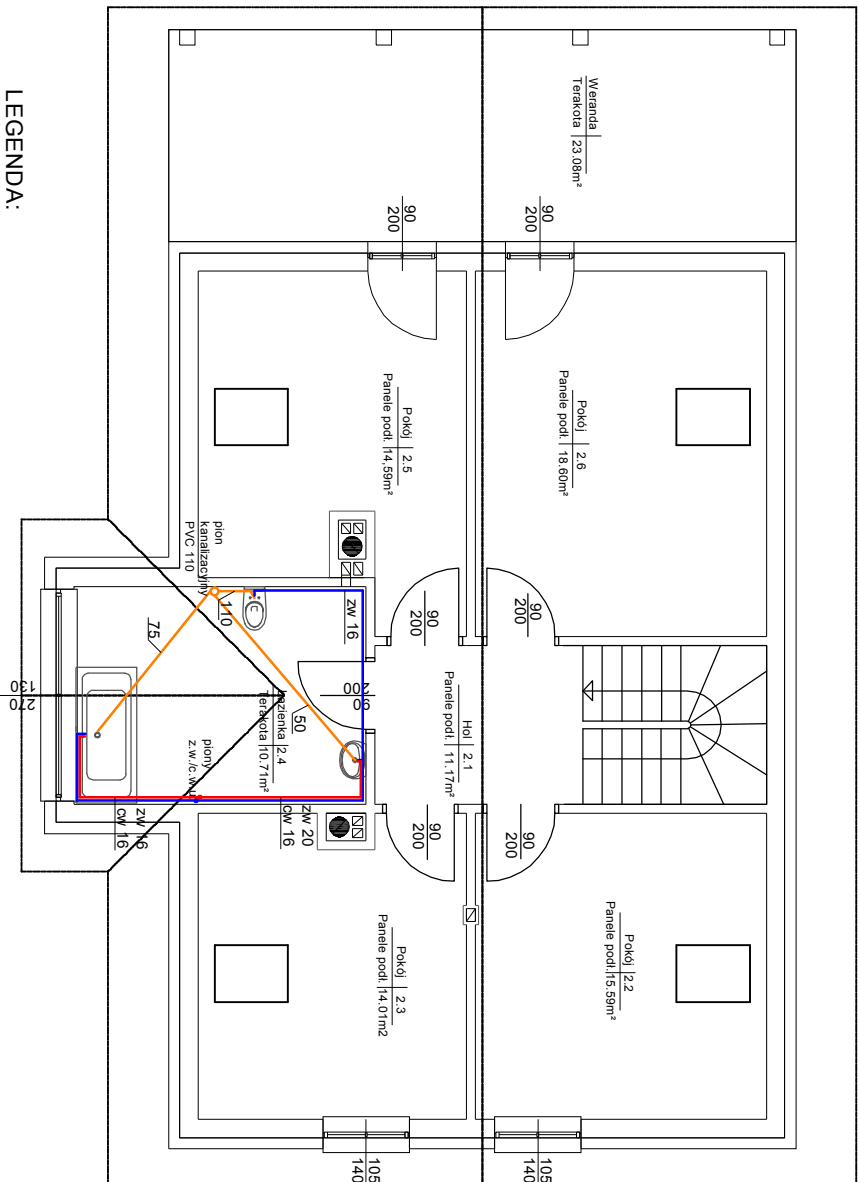 Weranda
Terakota 23.08m²
90
200
90
200
Pokój 2.6
Panele podł. 18.60m²
Pokój 2.5
Panele podł. 14,59m²
pion
kanalizacyjny
PVC 110
110
75
zw 16
90
200
90
200
Hol 2.1
Panele podł. 11.17m²
90
200
50
Łazienka 2.4
Terakota 10.71m²
piony
z.w./c.w.u
130
270
zw 20
cw 16
zw 16
cw 16
90
200
90
200
Pokój 2.2
Panele podł. 15.59m²
Pokój 2.3
Panele podł. 14.01m2
105
140
105
140
LEGENDA: